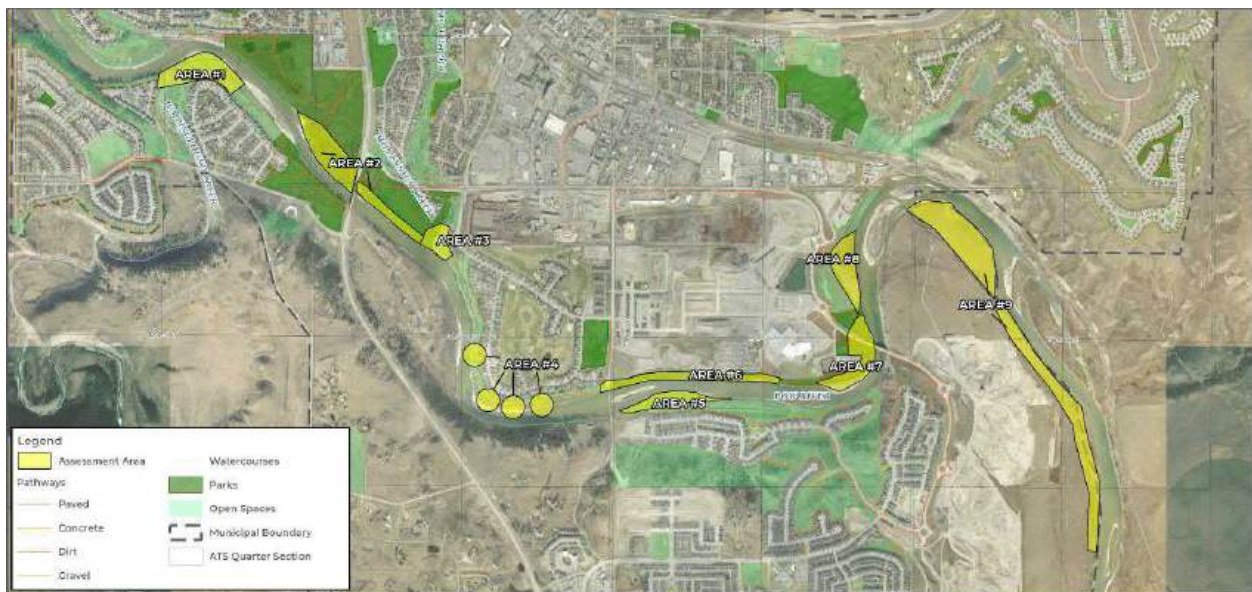 AREA #1
AREA #2
AREA #3
AREA #4
AREA #5
AREA #6
AREA #7
AREA #8
AREA #9
Legend
Assessment Area
Pathways
Paved
Concrete
Dirt
Gravel
Watercourses
Parks
Open Spaces
Municipal Boundary
ATS Quarter Section